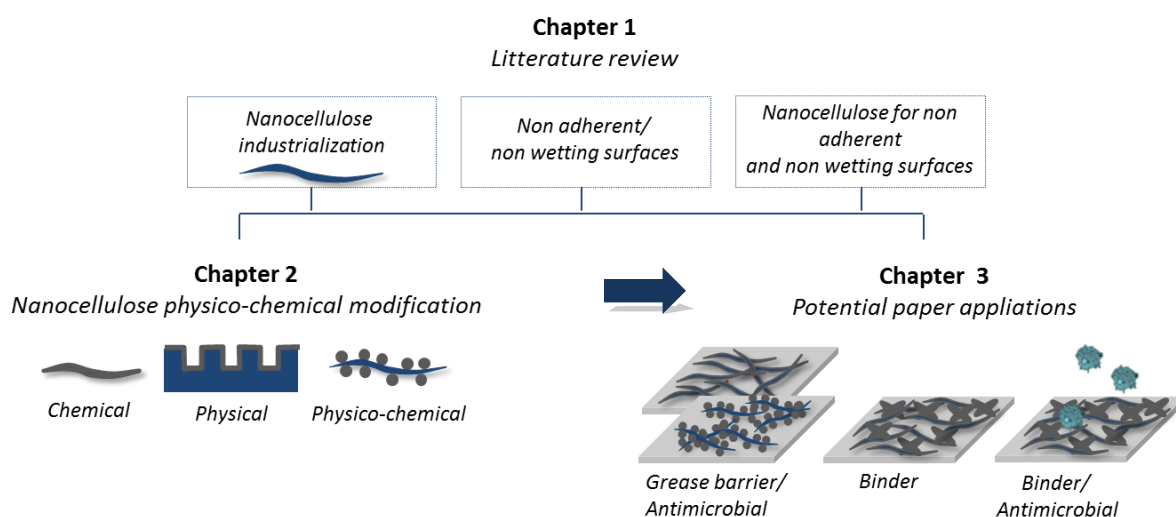 Chapter 1
Litterature review
Nanocellulose
industrialization
Non adherent/
non wetting surfaces
Nanocellulose for non
adherent
and non wetting surfaces
Chapter 2
Nanocellulose physico-chemical modification
Chemical
Physical
Physico-chemical
Chapter 3
Potential paper appliations
Grease barrier/
Antimicrobial
Binder
Binder/
Antimicrobial